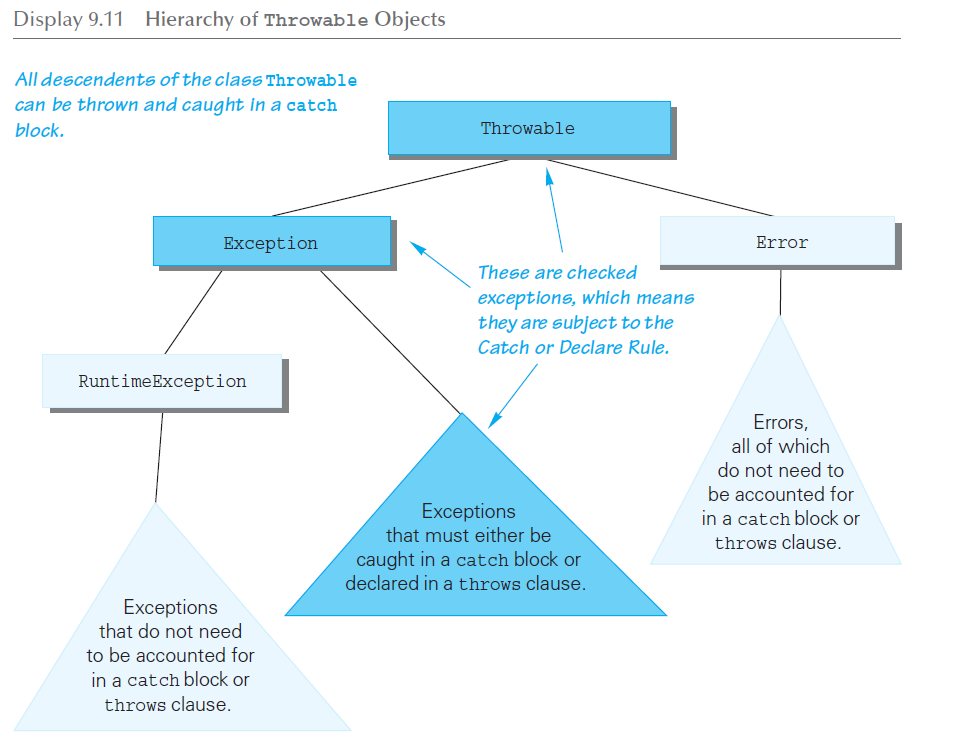 Display 9.11 Hierarchy of Throwable Objects
All descendents of the class Throwable
can be thrown and caught in a catch
block.
Throwable
Exception
Error
These are checked
exceptions, which means
they are subject to the
Catch or Declare Rule.
RuntimeException
Errors,
all of which
do not need to
be accounted for
in a catch block or
throws clause.
Exceptions
that must either be
caught in a catch block or
declared in a throws clause.
Exceptions
that do not need
to be accounted for
in a catch block or
throws clause.